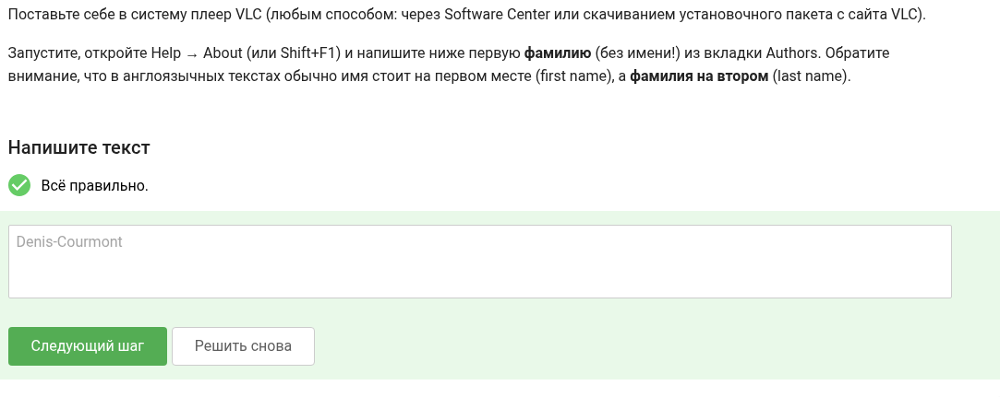 Поставьте себе в систему плеер VLC (любым способом: через Software Center или скачиванием установочного пакета с сайта VLC).
Запустите, откройте Help → About (или Shift+F1) и напишите ниже первую фамилию (без имени!) из вкладки Authors. Обратите
внимание, что в англоязычных текстах обычно имя стоит на первом месте (first name), а фамилия на втором (last name).
Напишите текст
Всё правильно.
Denis-Courmont
Следующий шаг Решить снова